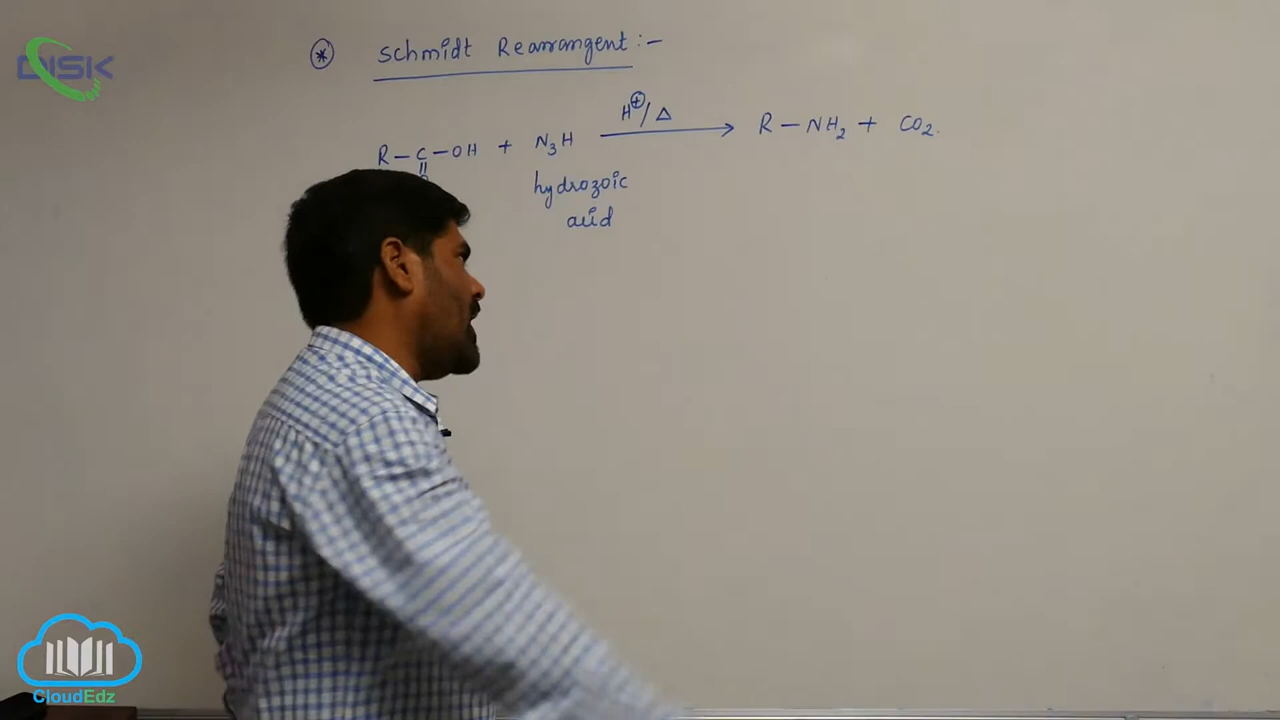 DISK
* Schmidt Rearrangent :-
H⊕/Δ
R-C-OH + N3H → R-NH2 + CO2.
hydrozoic
acid
CloudEdz